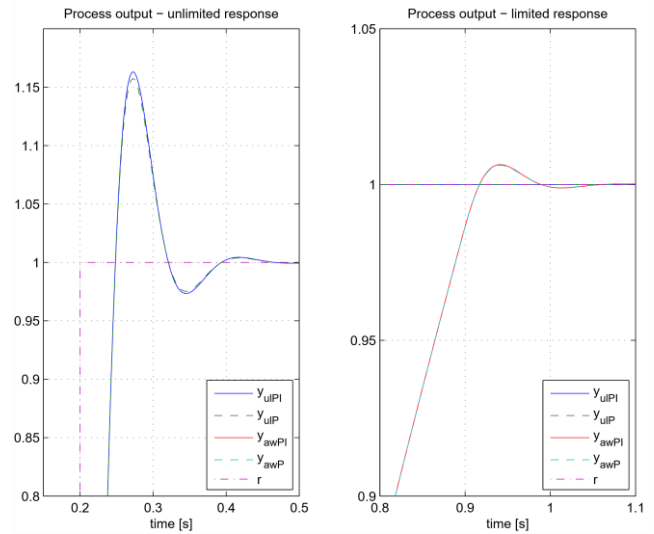 Process output − unlimited response
1.15
1.1
1.05
1
0.95
0.9
0.85
0.8
0.2 0.3 0.4 0.5
time [s]
y_ulPI
y_ulP
y_awPI
y_awP
r
Process output − limited response
1.05
1
0.95
0.9
0.8 0.9 1 1.1
time [s]
y_ulPI
y_ulP
y_awPI
y_awP
r